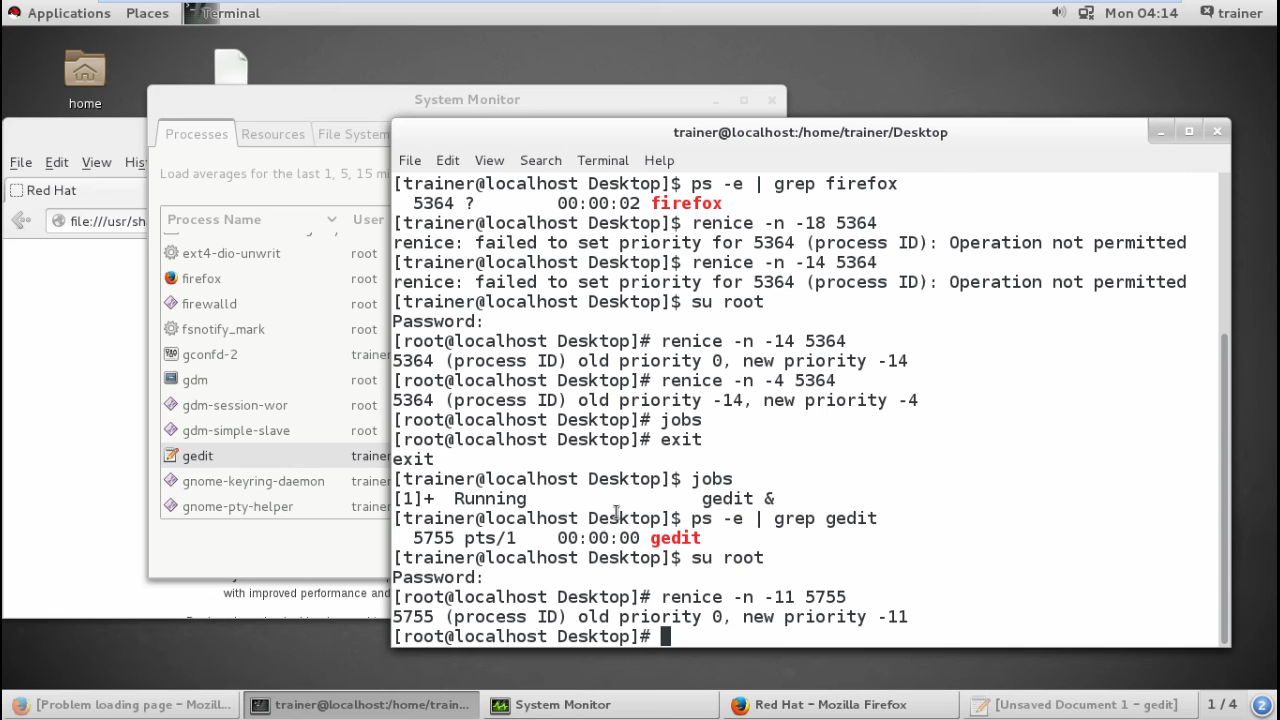 Applications Places Terminal Mon 04:14 trainer
home
System Monitor
Processes Resources File System
Load averages for the last 1, 5, 15 mi
Process Name User
ext4-dio-unwrit root
firefox root
firewalld root
fsnotify_mark root
gconfd-2 trainer
gdm root
gdm-session-wor root
gdm-simple-slave root
gedit trainer
gnome-keyring-daemon trainer
gnome-pty-helper trainer
File Edit View His
Red Hat
file:///usr/sh
with improved performance and
trainer@localhost:/home/trainer/Desktop
File Edit View Search Terminal Help
[trainer@localhost Desktop]$ ps -e | grep firefox
5364 ? 00:00:02 firefox
[trainer@localhost Desktop]$ renice -n -18 5364
renice: failed to set priority for 5364 (process ID): Operation not permitted
[trainer@localhost Desktop]$ renice -n -14 5364
renice: failed to set priority for 5364 (process ID): Operation not permitted
[trainer@localhost Desktop]$ su root
Password:
[root@localhost Desktop]# renice -n -14 5364
5364 (process ID) old priority 0, new priority -14
[root@localhost Desktop]# renice -n -4 5364
5364 (process ID) old priority -14, new priority -4
[root@localhost Desktop]# jobs
[root@localhost Desktop]# exit
exit
[trainer@localhost Desktop]$ jobs
[1]+ Running gedit &
[trainer@localhost Desktop]$ ps -e | grep gedit
5755 pts/1 00:00:00 gedit
[trainer@localhost Desktop]$ su root
Password:
[root@localhost Desktop]# renice -n -11 5755
5755 (process ID) old priority 0, new priority -11
[root@localhost Desktop]#
[Problem loading page - Mozill... trainer@localhost:/home/train... System Monitor Red Hat - Mozilla Firefox [Unsaved Document 1 - gedit] 1 / 4 2